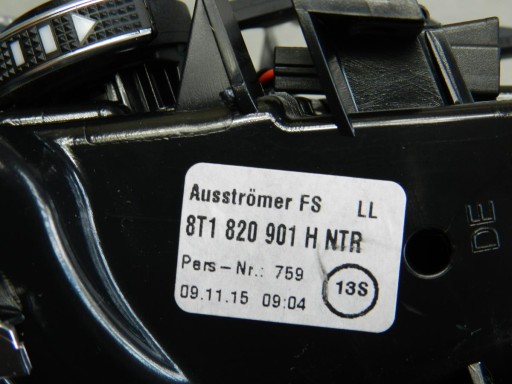 Ausströmer FS LL
8T1 820 901 H NTR
Pers-Nr.: 759
09.11.15 09:04
13S
DE